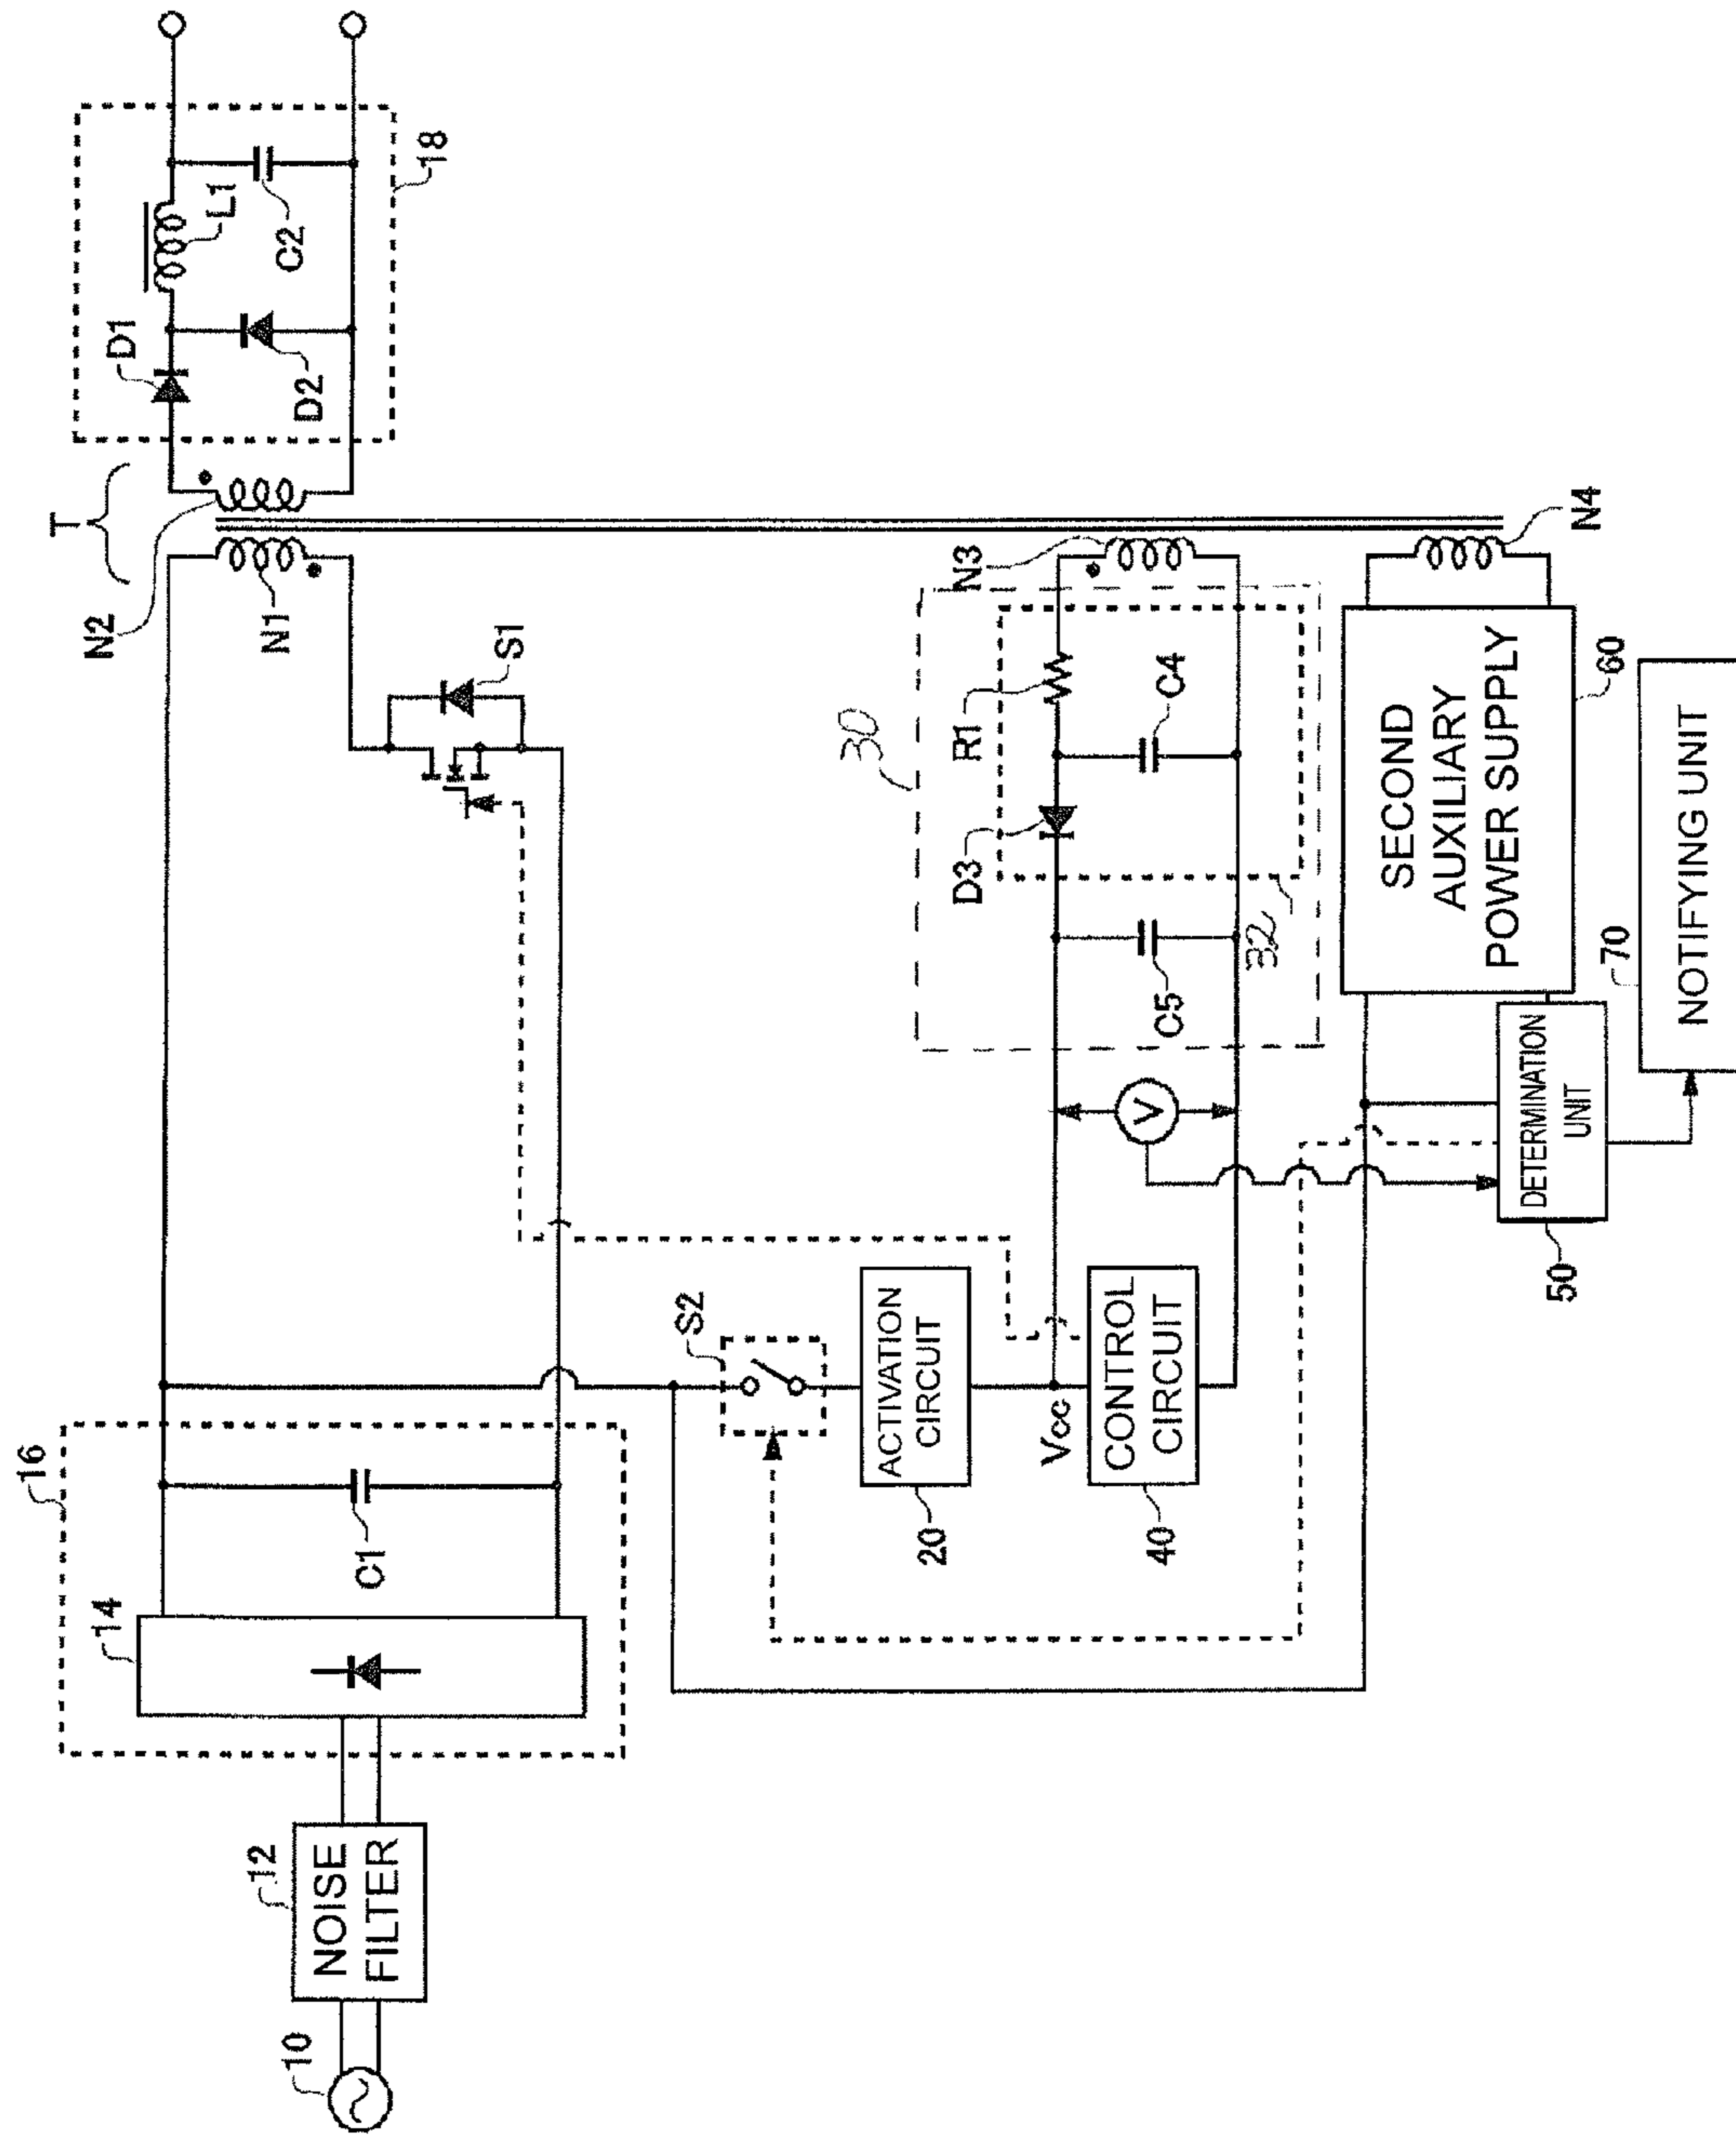 T
N2
N1
D1
D2
L1
C2
18
16
14
C1
12
NOISE
FILTER
10
S1
S2
ACTIVATION
CIRCUIT
20
Vcc
CONTROL
CIRCUIT
40
30
R1
C4
D3
C5
32
N3
V
N4
SECOND
AUXILIARY
POWER SUPPLY
60
DETERMINATION
UNIT
50
70
NOTIFYING UNIT